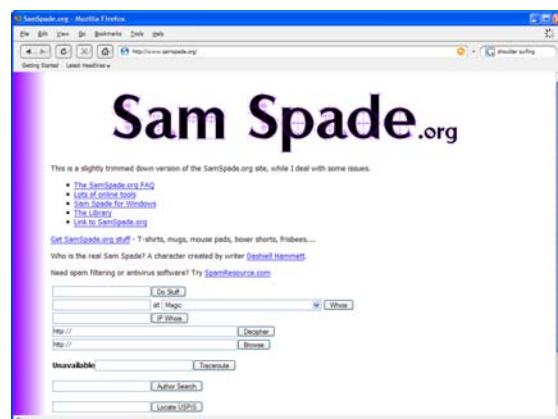 SamSpade.org - Mozilla Firefox
File Edit View Go Bookmarks Tools Help
http://www.samspade.org/
shoulder surfing
Getting Started Latest Headlines
Sam Spade.org
This is a slightly trimmed down version of the SamSpade.org site, while I deal with some issues.
The SamSpade.org FAQ
Lots of online tools
Sam Spade for Windows
The Library
Link to SamSpade.org
Get SamSpade.org stuff - T-shirts, mugs, mouse pads, boxer shorts, frisbees....
Who is the real Sam Spade? A character created by writer Dashiell Hammett.
Need spam filtering or antivirus software? Try SpamResource.com
Do Stuff
at Magic Whois
IP Whois
http:// Decipher
http:// Browse
Unavailable Traceroute
Author Search
Locate USPIS